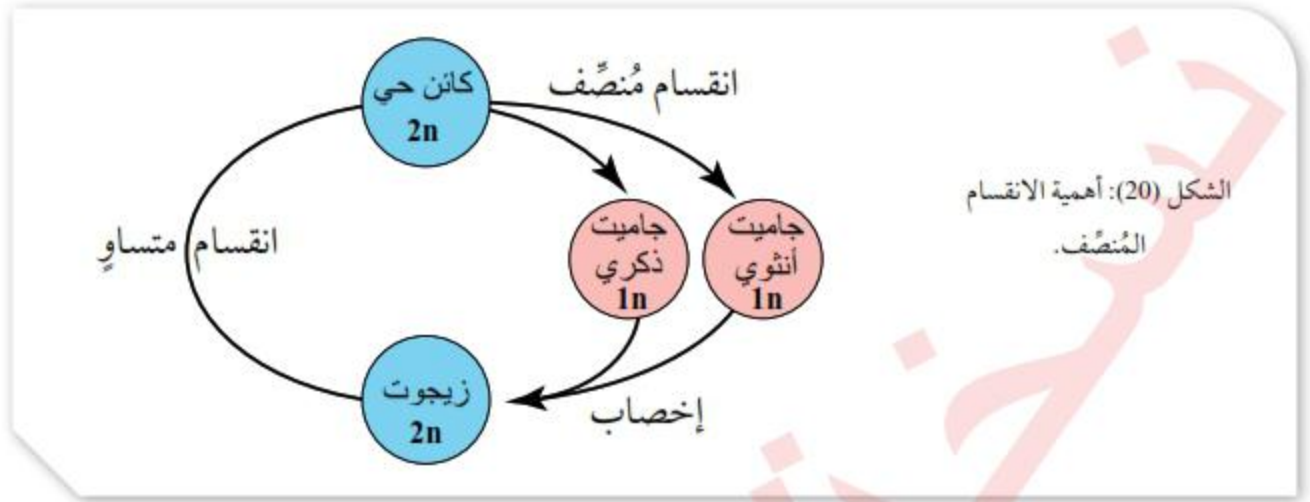 كائن حي
2n
انقسام مُنصِّف
جاميت
أنثوي
1n
جاميت
ذكري
1n
انقسام متساوٍ
إخصاب
زيجوت
2n
الشكل (20): أهمية الانقسام
المُنصِّف.